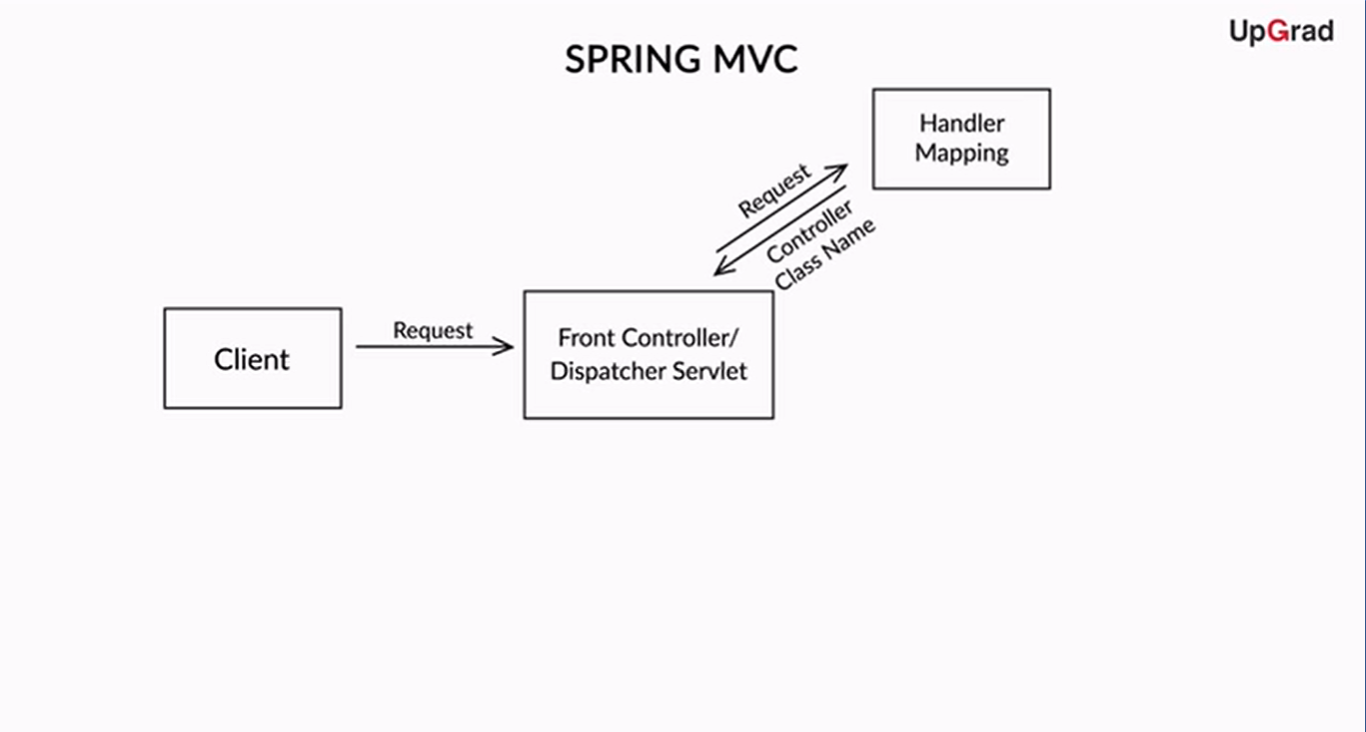 UpGrad
SPRING MVC
Handler
Mapping
Request
Controller
Class Name
Client
Request
Front Controller/
Dispatcher Servlet